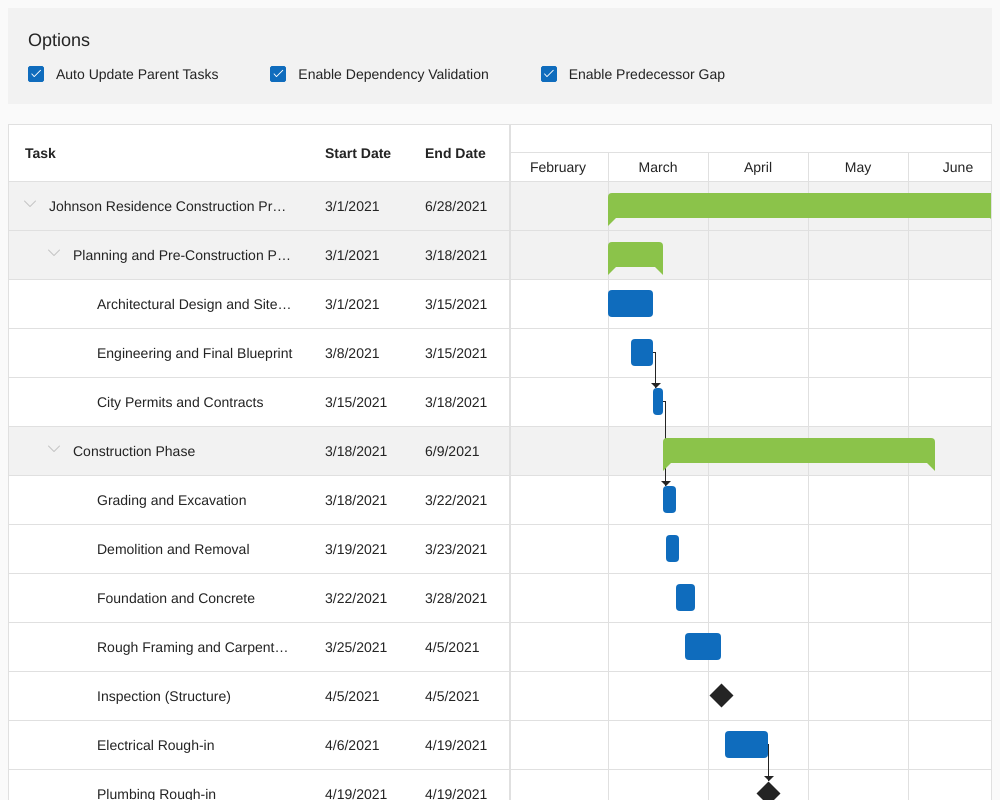 Options
Auto Update Parent Tasks Enable Dependency Validation Enable Predecessor Gap
Task Start Date End Date
February March April May June
Johnson Residence Construction Pr… 3/1/2021 6/28/2021
Planning and Pre-Construction P… 3/1/2021 3/18/2021
Architectural Design and Site… 3/1/2021 3/15/2021
Engineering and Final Blueprint 3/8/2021 3/15/2021
City Permits and Contracts 3/15/2021 3/18/2021
Construction Phase 3/18/2021 6/9/2021
Grading and Excavation 3/18/2021 3/22/2021
Demolition and Removal 3/19/2021 3/23/2021
Foundation and Concrete 3/22/2021 3/28/2021
Rough Framing and Carpent… 3/25/2021 4/5/2021
Inspection (Structure) 4/5/2021 4/5/2021
Electrical Rough-in 4/6/2021 4/19/2021
Plumbing Rough-in 4/19/2021 4/19/2021